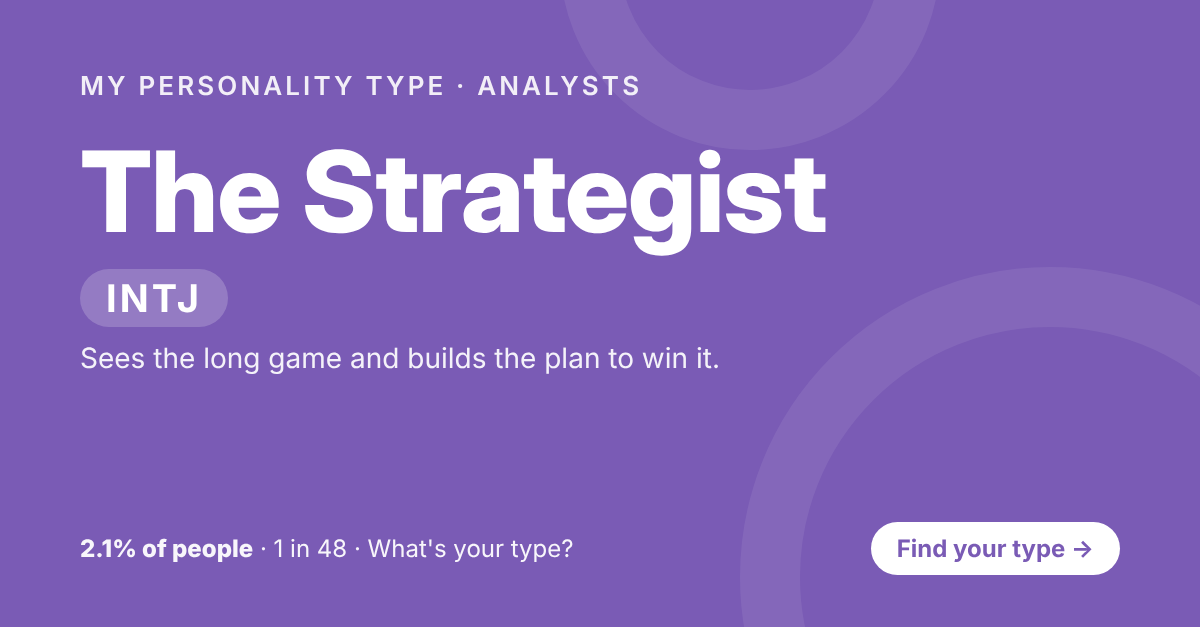 MY PERSONALITY TYPE · ANALYSTS
The Strategist
INTJ
Sees the long game and builds the plan to win it.
2.1% of people · 1 in 48 · What's your type?
Find your type →